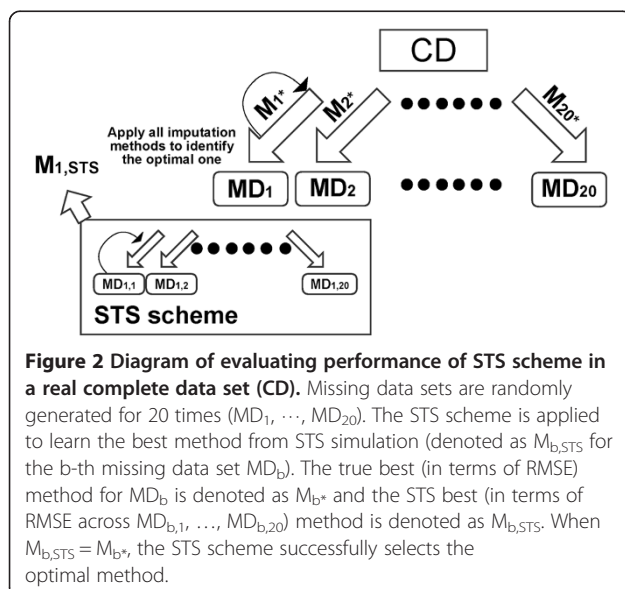 CD
M1* M2* ●●●●●● M20*
Apply all imputation
methods to identify
the optimal one
M1,STS
MD1 MD2 ●●●●●● MD20
●●●●●●
MD1,1 MD1,2 MD1,20
STS scheme
Figure 2 Diagram of evaluating performance of STS scheme in
a real complete data set (CD). Missing data sets are randomly
generated for 20 times (MD1, ⋯, MD20). The STS scheme is applied
to learn the best method from STS simulation (denoted as Mb,STS for
the b-th missing data set MDb). The true best (in terms of RMSE)
method for MDb is denoted as Mb* and the STS best (in terms of
RMSE across MDb,1, …, MDb,20) method is denoted as Mb,STS. When
Mb,STS = Mb*, the STS scheme successfully selects the
optimal method.